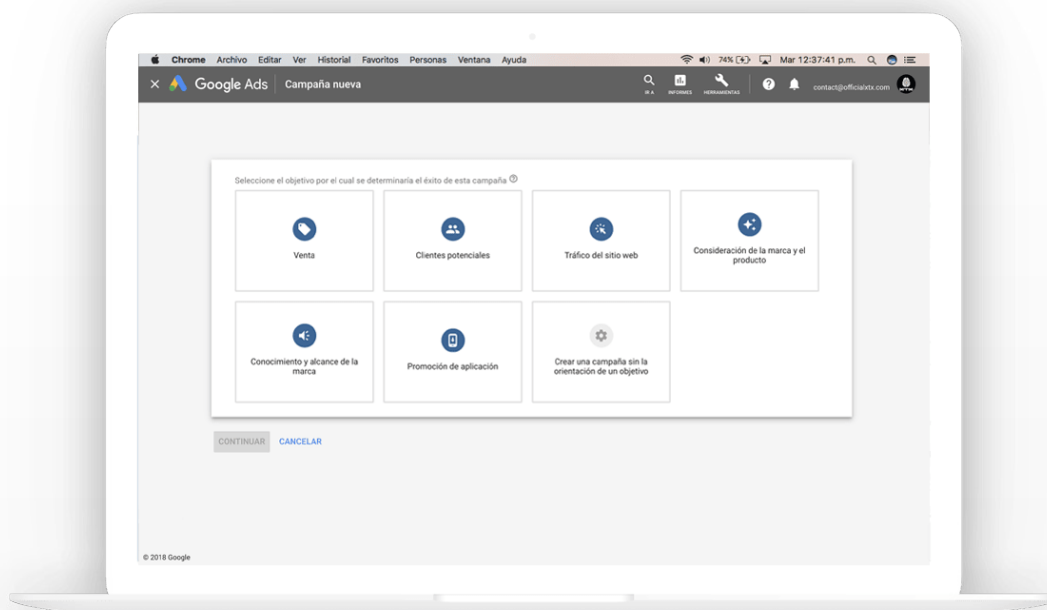 Chrome Archivo Editar Ver Historial Favoritos Personas Ventana Ayuda 74% Mar 12:37:41 p.m.
Google Ads Campaña nueva IR A INFORMES HERRAMIENTAS contact@officialxtx.com
Seleccione el objetivo por el cual se determinaría el éxito de esta campaña
Venta
Clientes potenciales
Tráfico del sitio web
Consideración de la marca y el
producto
Conocimiento y alcance de la
marca
Promoción de aplicación
Crear una campaña sin la
orientación de un objetivo
CONTINUAR CANCELAR
© 2018 Google